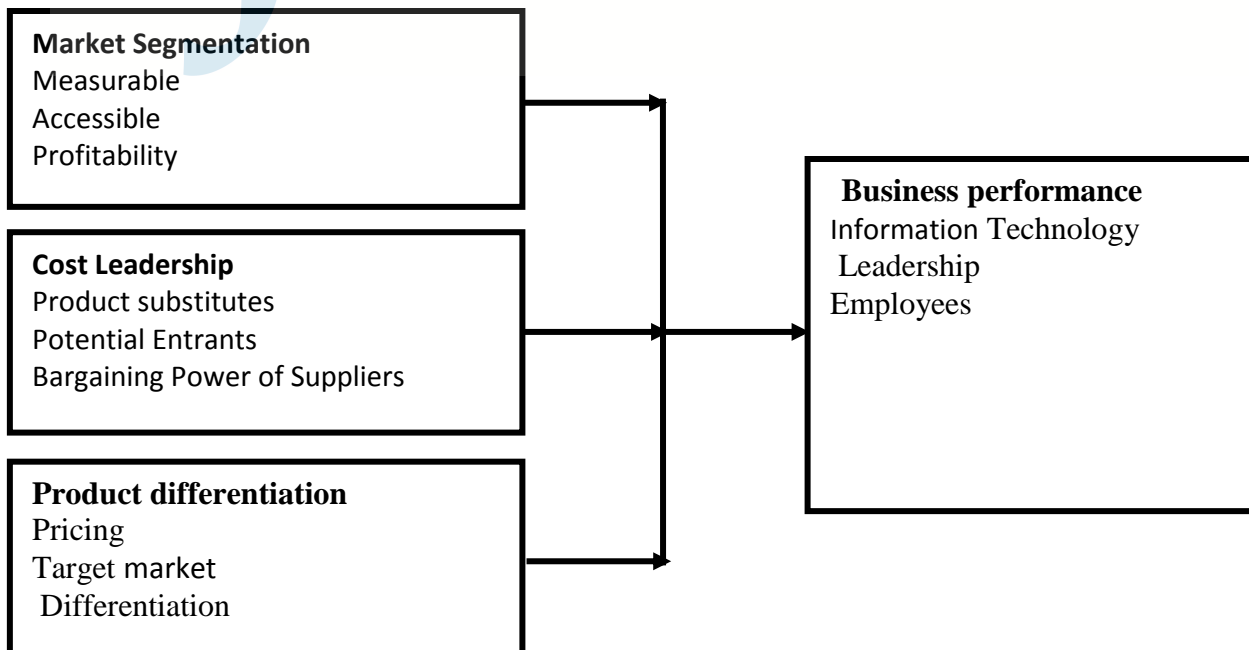 Market Segmentation
Measurable
Accessible
Profitability
Cost Leadership
Product substitutes
Potential Entrants
Bargaining Power of Suppliers
Product differentiation
Pricing
Target market
Differentiation
Business performance
Information Technology
Leadership
Employees